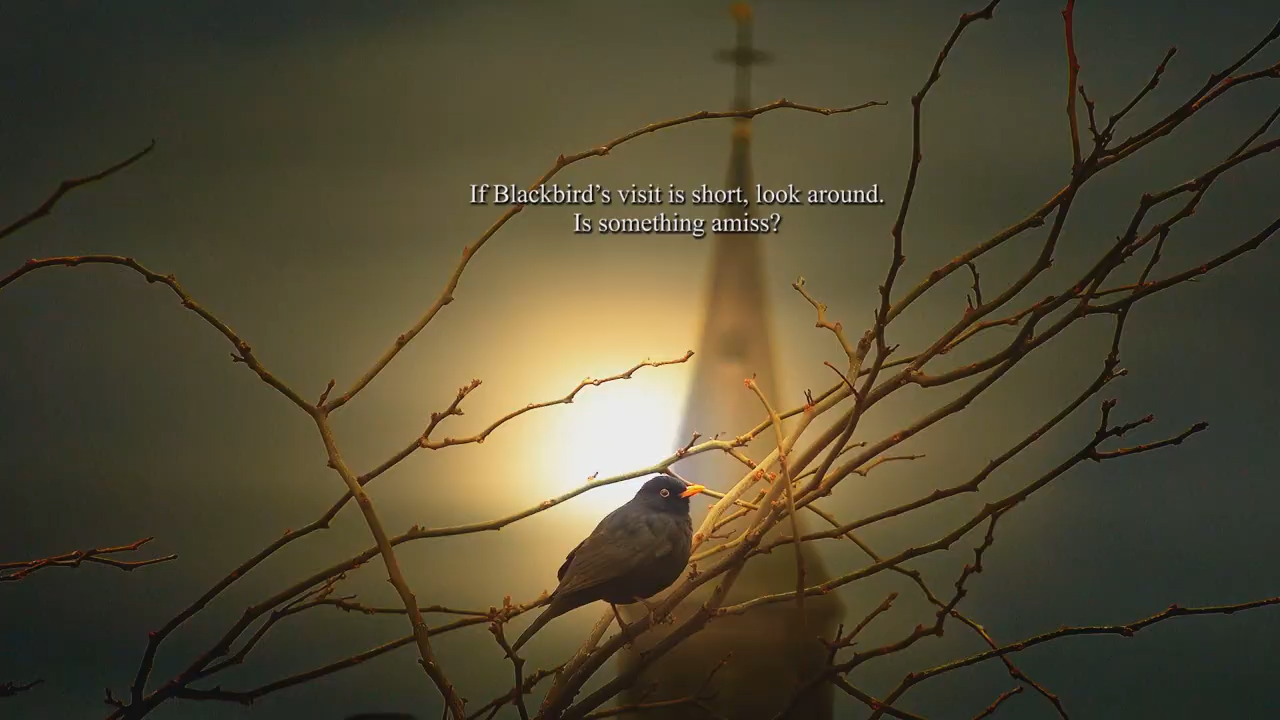 If Blackbird’s visit is short, look around.
Is something amiss?